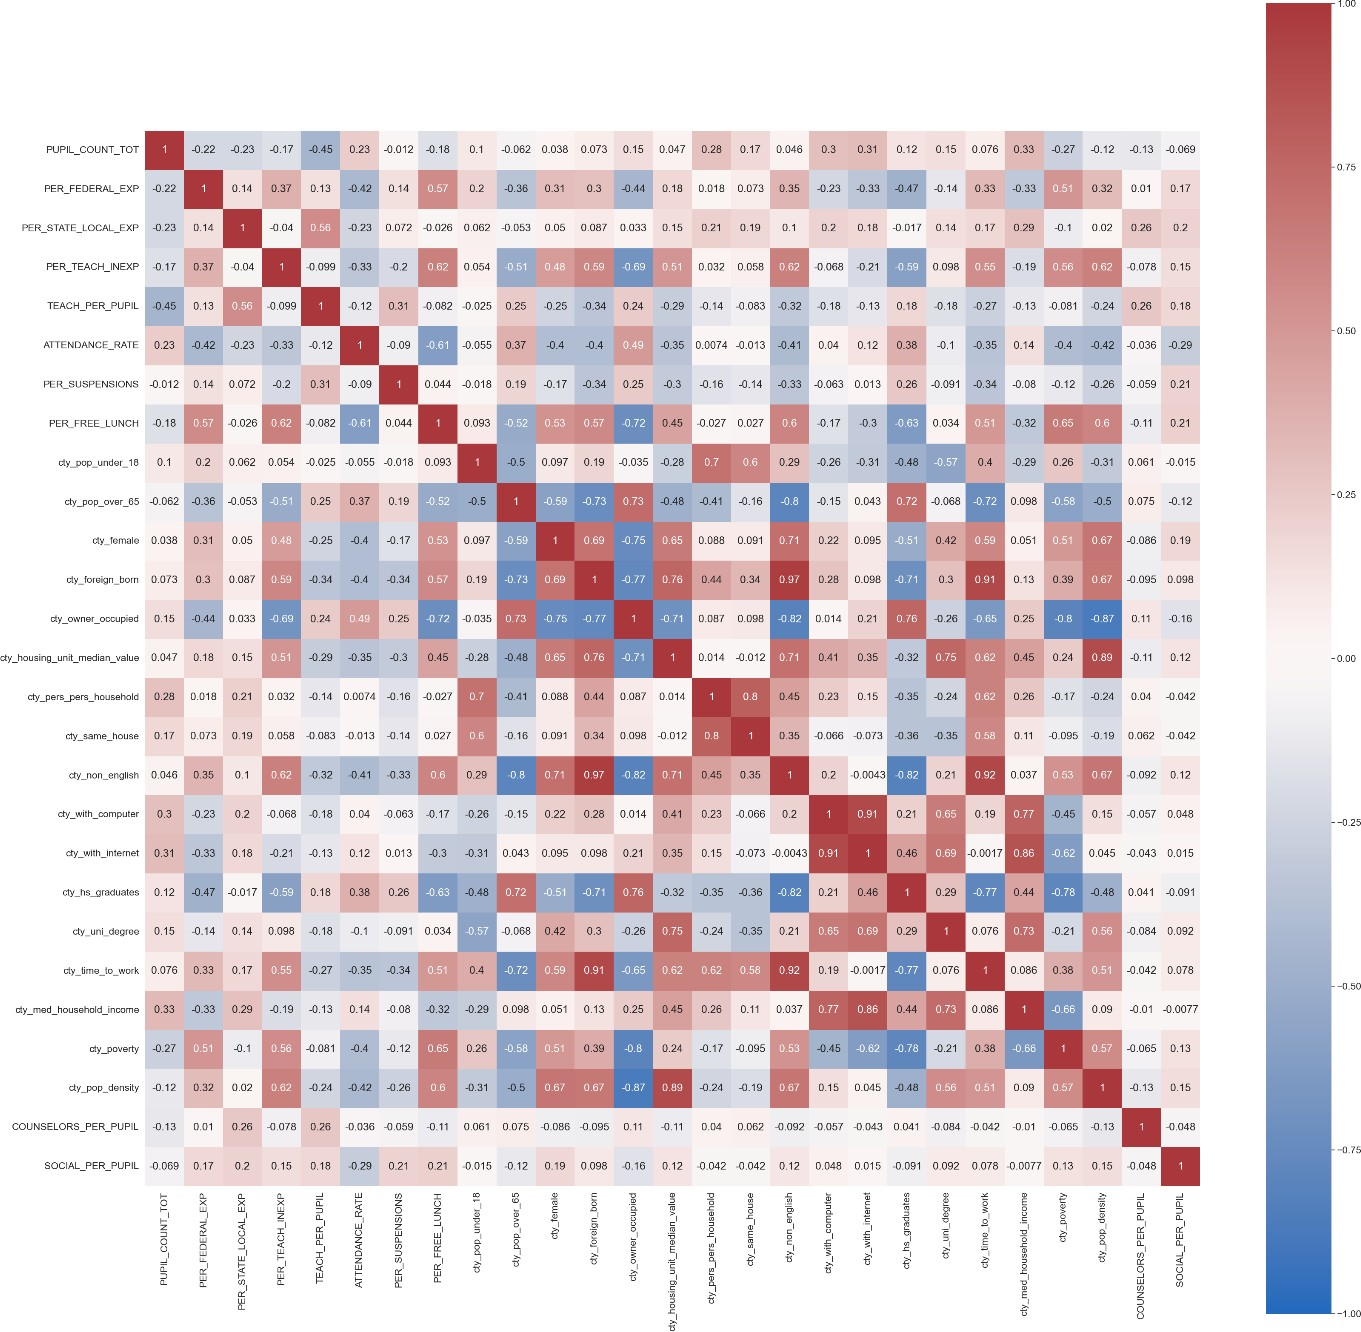 PUPIL_COUNT_TOT 1 -0.22 -0.23 -0.17 -0.45 0.23 -0.012 -0.18 0.1 -0.062 0.038 0.073 0.15 0.047 0.28 0.17 0.046 0.3 0.31 0.12 0.15 0.076 0.33 -0.27 -0.12 -0.13 -0.069
PER_FEDERAL_EXP -0.22 1 0.14 0.37 0.13 -0.42 0.14 0.57 0.2 -0.36 0.31 0.3 -0.44 0.18 0.018 0.073 0.35 -0.23 -0.33 -0.47 -0.14 0.33 -0.33 0.51 0.32 0.01 0.17
PER_STATE_LOCAL_EXP -0.23 0.14 1 -0.04 0.56 -0.23 0.072 -0.026 0.062 -0.053 0.05 0.087 0.033 0.15 0.21 0.19 0.1 0.2 0.18 -0.017 0.14 0.17 0.29 -0.1 0.02 0.26 0.2
PER_TEACH_INEXP -0.17 0.37 -0.04 1 -0.099 -0.33 -0.2 0.62 0.054 -0.51 0.48 0.59 -0.69 0.51 0.032 0.058 0.62 -0.068 -0.21 -0.59 0.098 0.55 -0.19 0.56 0.62 -0.078 0.15
TEACH_PER_PUPIL -0.45 0.13 0.56 -0.099 1 -0.12 0.31 -0.082 -0.025 0.25 -0.25 -0.34 0.24 -0.29 -0.14 -0.083 -0.32 -0.18 -0.13 0.18 -0.18 -0.27 -0.13 -0.081 -0.24 0.26 0.18
ATTENDANCE_RATE 0.23 -0.42 -0.23 -0.33 -0.12 1 -0.09 -0.61 -0.055 0.37 -0.4 -0.4 0.49 -0.35 0.0074 -0.013 -0.41 0.04 0.12 0.38 -0.1 -0.35 0.14 -0.4 -0.42 -0.036 -0.29
PER_SUSPENSIONS -0.012 0.14 0.072 -0.2 0.31 -0.09 1 0.044 -0.018 0.19 -0.17 -0.34 0.25 -0.3 -0.16 -0.14 -0.33 -0.063 0.013 0.26 -0.091 -0.34 -0.08 -0.12 -0.26 -0.059 0.21
PER_FREE_LUNCH -0.18 0.57 -0.026 0.62 -0.082 -0.61 0.044 1 0.093 -0.52 0.53 0.57 -0.72 0.45 -0.027 0.027 0.6 -0.17 -0.3 -0.63 0.034 0.51 -0.32 0.65 0.6 -0.11 0.21
cty_pop_under_18 0.1 0.2 0.062 0.054 -0.025 -0.055 -0.018 0.093 1 -0.5 0.097 0.19 -0.035 -0.28 0.7 0.6 0.29 -0.26 -0.31 -0.48 -0.57 0.4 -0.29 0.26 -0.31 0.061 -0.015
cty_pop_over_65 -0.062 -0.36 -0.053 -0.51 0.25 0.37 0.19 -0.52 -0.5 1 -0.59 -0.73 0.73 -0.48 -0.41 -0.16 -0.8 -0.15 0.043 0.72 -0.068 -0.72 0.098 -0.58 -0.5 0.075 -0.12
cty_female 0.038 0.31 0.05 0.48 -0.25 -0.4 -0.17 0.53 0.097 -0.59 1 0.69 -0.75 0.65 0.088 0.091 0.71 0.22 0.095 -0.51 0.42 0.59 0.051 0.51 0.67 -0.086 0.19
cty_foreign_born 0.073 0.3 0.087 0.59 -0.34 -0.4 -0.34 0.57 0.19 -0.73 0.69 1 -0.77 0.76 0.44 0.34 0.97 0.28 0.098 -0.71 0.3 0.91 0.13 0.39 0.67 -0.095 0.098
cty_owner_occupied 0.15 -0.44 0.033 -0.69 0.24 0.49 0.25 -0.72 -0.035 0.73 -0.75 -0.77 1 -0.71 0.087 0.098 -0.82 0.014 0.21 0.76 -0.26 -0.65 0.25 -0.8 -0.87 0.11 -0.16
cty_housing_unit_median_value 0.047 0.18 0.15 0.51 -0.29 -0.35 -0.3 0.45 -0.28 -0.48 0.65 0.76 -0.71 1 0.014 -0.012 0.71 0.41 0.35 -0.32 0.75 0.62 0.45 0.24 0.89 -0.11 0.12
cty_pers_pers_household 0.28 0.018 0.21 0.032 -0.14 0.0074 -0.16 -0.027 0.7 -0.41 0.088 0.44 0.087 0.014 1 0.8 0.45 0.23 0.15 -0.35 -0.24 0.62 0.26 -0.17 -0.24 0.04 -0.042
cty_same_house 0.17 0.073 0.19 0.058 -0.083 -0.013 -0.14 0.027 0.6 -0.16 0.091 0.34 0.098 -0.012 0.8 1 0.35 -0.066 -0.073 -0.36 -0.35 0.58 0.11 -0.095 -0.19 0.062 -0.042
cty_non_english 0.046 0.35 0.1 0.62 -0.32 -0.41 -0.33 0.6 0.29 -0.8 0.71 0.97 -0.82 0.71 0.45 0.35 1 0.2 -0.0043 -0.82 0.21 0.92 0.037 0.53 0.67 -0.092 0.12
cty_with_computer 0.3 -0.23 0.2 -0.068 -0.18 0.04 -0.063 -0.17 -0.26 -0.15 0.22 0.28 0.014 0.41 0.23 -0.066 0.2 1 0.91 0.21 0.65 0.19 0.77 -0.45 0.15 -0.057 0.048
cty_with_internet 0.31 -0.33 0.18 -0.21 -0.13 0.12 0.013 -0.3 -0.31 0.043 0.095 0.098 0.21 0.35 0.15 -0.073 -0.0043 0.91 1 0.46 0.69 -0.0017 0.86 -0.62 0.045 -0.043 0.015
cty_hs_graduates 0.12 -0.47 -0.017 -0.59 0.18 0.38 0.26 -0.63 -0.48 0.72 -0.51 -0.71 0.76 -0.32 -0.35 -0.36 -0.82 0.21 0.46 1 0.29 -0.77 0.44 -0.78 -0.48 0.041 -0.091
cty_uni_degree 0.15 -0.14 0.14 0.098 -0.18 -0.1 -0.091 0.034 -0.57 -0.068 0.42 0.3 -0.26 0.75 -0.24 -0.35 0.21 0.65 0.69 0.29 1 0.076 0.73 -0.21 0.56 -0.084 0.092
cty_time_to_work 0.076 0.33 0.17 0.55 -0.27 -0.35 -0.34 0.51 0.4 -0.72 0.59 0.91 -0.65 0.62 0.62 0.58 0.92 0.19 -0.0017 -0.77 0.076 1 0.086 0.38 0.51 -0.042 0.078
cty_med_household_income 0.33 -0.33 0.29 -0.19 -0.13 0.14 -0.08 -0.32 -0.29 0.098 0.051 0.13 0.25 0.45 0.26 0.11 0.037 0.77 0.86 0.44 0.73 0.086 1 -0.66 0.09 -0.01 -0.0077
cty_poverty -0.27 0.51 -0.1 0.56 -0.081 -0.4 -0.12 0.65 0.26 -0.58 0.51 0.39 -0.8 0.24 -0.17 -0.095 0.53 -0.45 -0.62 -0.78 -0.21 0.38 -0.66 1 0.57 -0.065 0.13
cty_pop_density -0.12 0.32 0.02 0.62 -0.24 -0.42 -0.26 0.6 -0.31 -0.5 0.67 0.67 -0.87 0.89 -0.24 -0.19 0.67 0.15 0.045 -0.48 0.56 0.51 0.09 0.57 1 -0.13 0.15
COUNSELORS_PER_PUPIL -0.13 0.01 0.26 -0.078 0.26 -0.036 -0.059 -0.11 0.061 0.075 -0.086 -0.095 0.11 -0.11 0.04 0.062 -0.092 -0.057 -0.043 0.041 -0.084 -0.042 -0.01 -0.065 -0.13 1 -0.048
SOCIAL_PER_PUPIL -0.069 0.17 0.2 0.15 0.18 -0.29 0.21 0.21 -0.015 -0.12 0.19 0.098 -0.16 0.12 -0.042 -0.042 0.12 0.048 0.015 -0.091 0.092 0.078 -0.0077 0.13 0.15 -0.048 1
PUPIL_COUNT_TOT
PER_FEDERAL_EXP
PER_STATE_LOCAL_EXP
PER_TEACH_INEXP
TEACH_PER_PUPIL
ATTENDANCE_RATE
PER_SUSPENSIONS
PER_FREE_LUNCH
cty_pop_under_18
cty_pop_over_65
cty_female
cty_foreign_born
cty_owner_occupied
cty_housing_unit_median_value
cty_pers_pers_household
cty_same_house
cty_non_english
cty_with_computer
cty_with_internet
cty_hs_graduates
cty_uni_degree
cty_time_to_work
cty_med_household_income
cty_poverty
cty_pop_density
COUNSELORS_PER_PUPIL
SOCIAL_PER_PUPIL
1.00
0.75
0.50
0.25
0.00
−0.25
−0.50
−0.75
−1.00